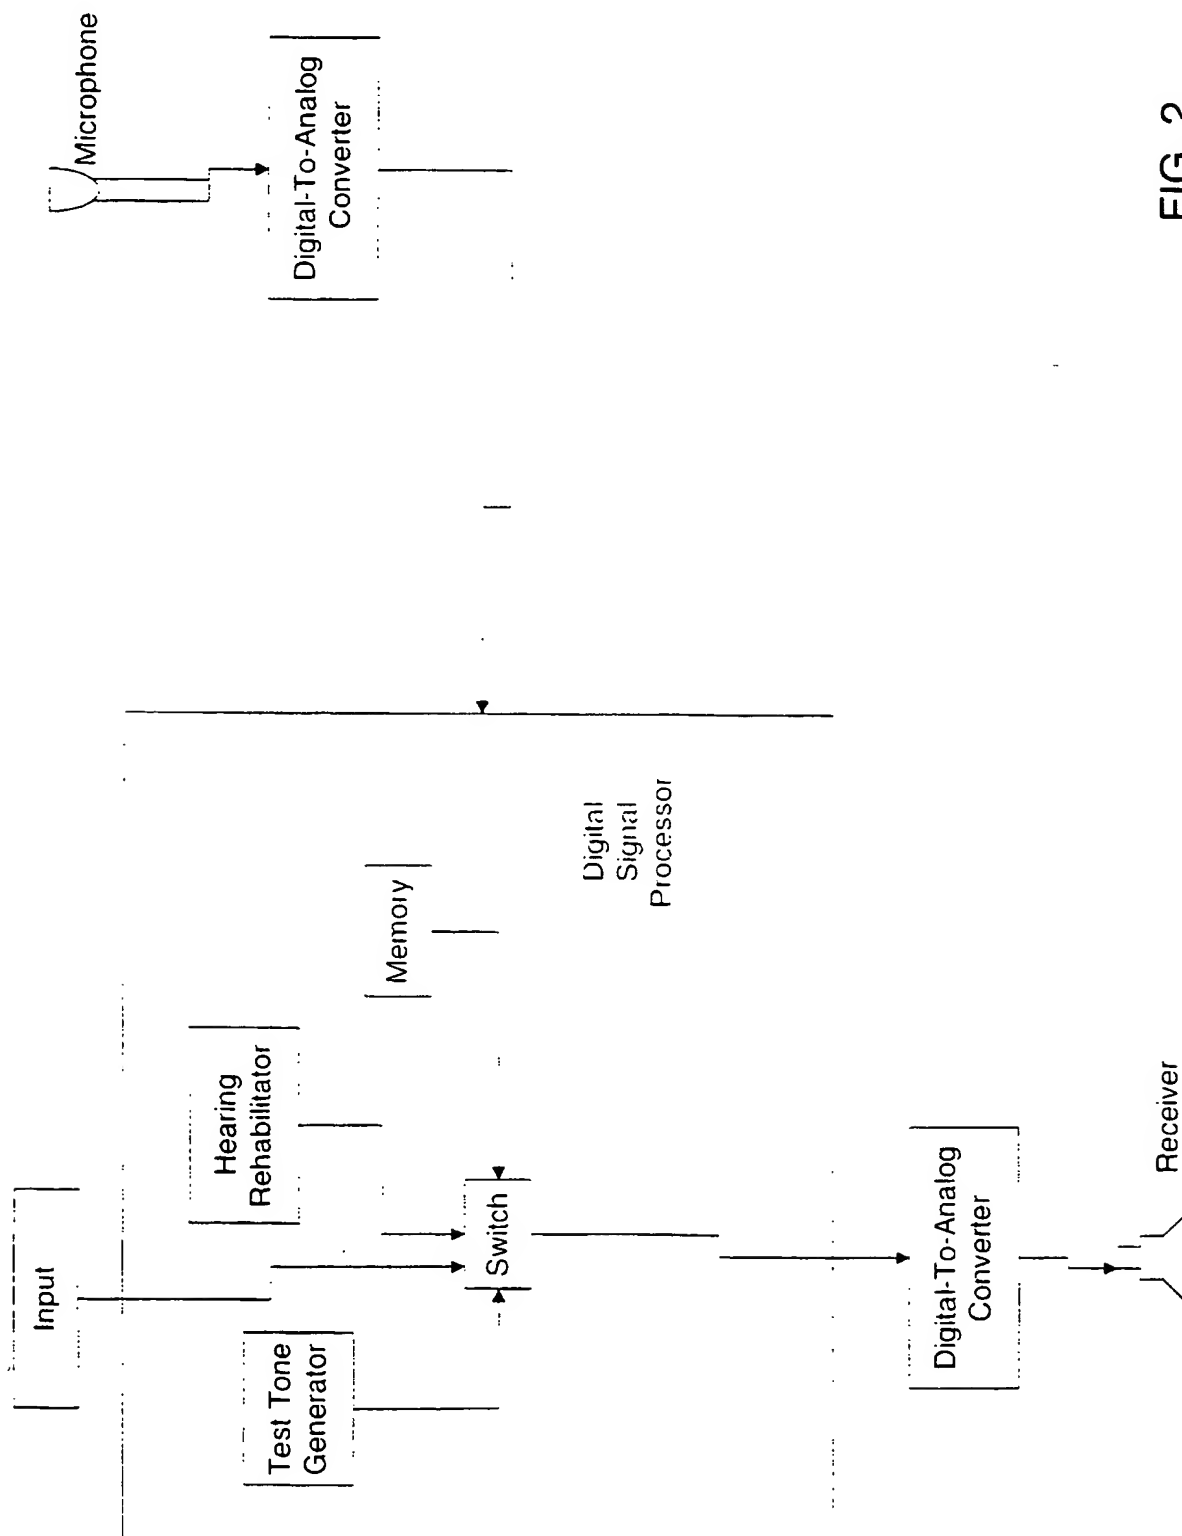 Input
Test Tone
Generator
Hearing
Rehabilitator
Memory
Switch
Digital
Signal
Processor
Digital-To-Analog
Converter
Receiver
Microphone
Digital-To-Analog
Converter
FIG. 2